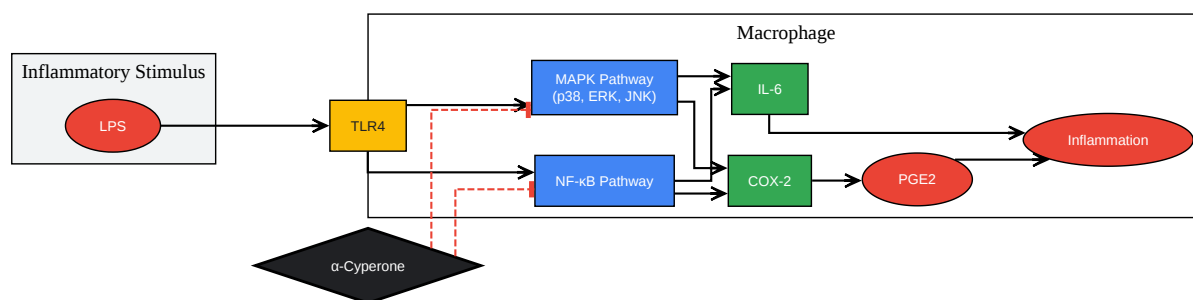 Macrophage
Inflammatory Stimulus
LPS
TLR4
MAPK Pathway
(p38, ERK, JNK)
IL-6
Inflammation
NF-κB Pathway
COX-2
PGE2
α-Cyperone